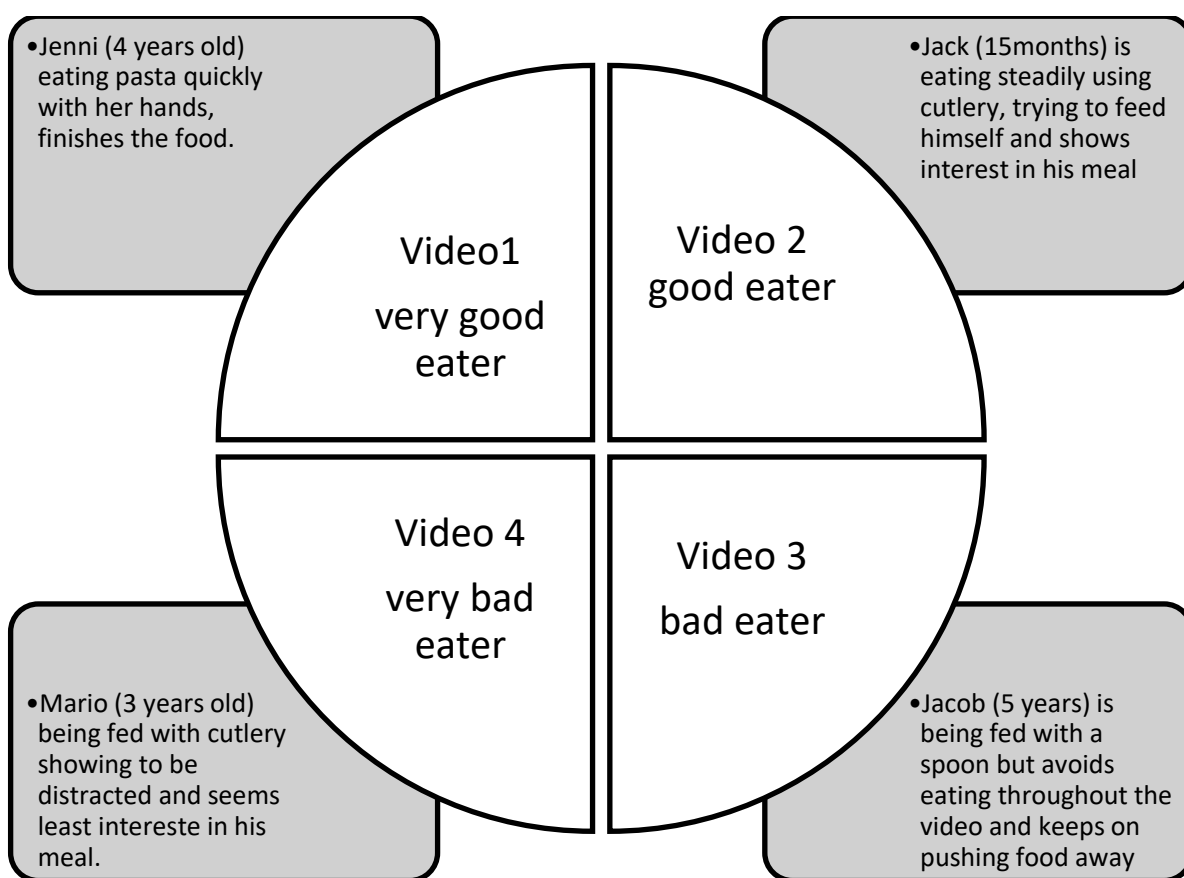 •Jenni (4 years old)
eating pasta quickly
with her hands,
finishes the food.
•Jack (15months) is
eating steadily using
cutlery, trying to feed
himself and shows
interest in his meal
Video1
very good
eater
Video 2
good eater
Video 4
very bad
eater
Video 3
bad eater
•Mario (3 years old)
being fed with cutlery
showing to be
distracted and seems
least intereste in his
meal.
•Jacob (5 years) is
being fed with a
spoon but avoids
eating throughout the
video and keeps on
pushing food away